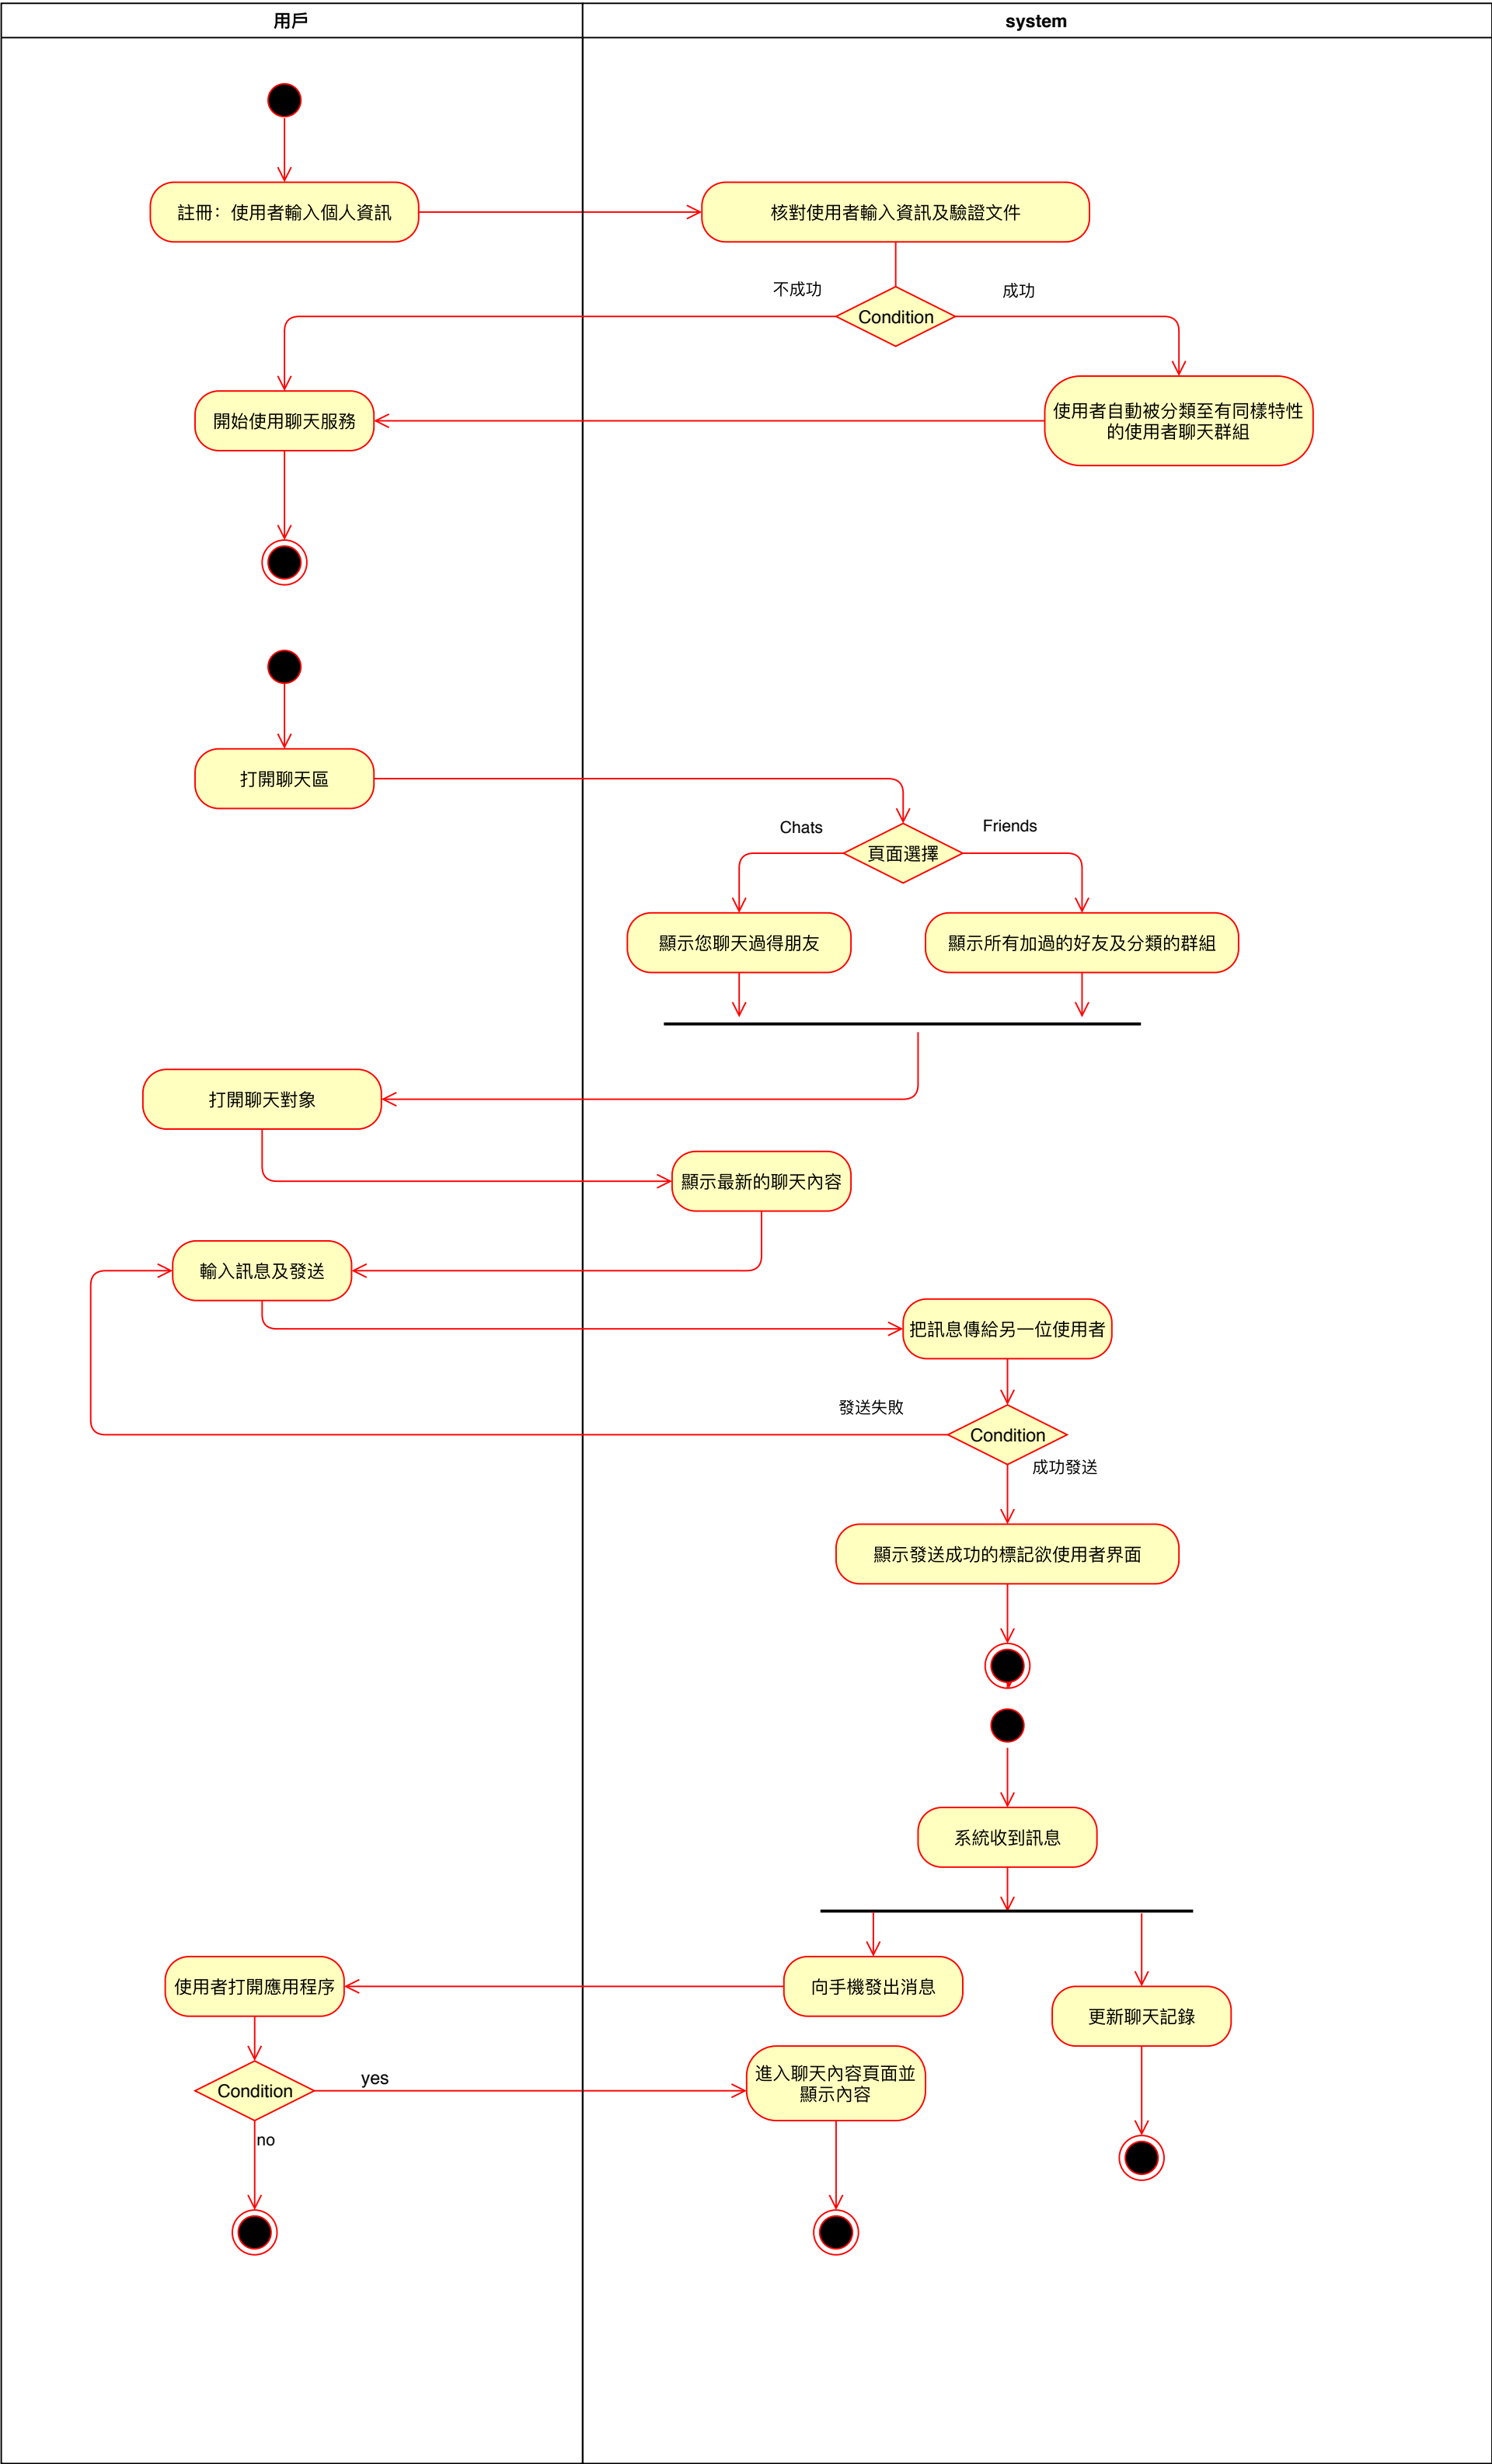 用戶
system
註冊：使用者輸入個人資訊
核對使用者輸入資訊及驗證文件
不成功
成功
Condition
開始使用聊天服務
使用者自動被分類至有同樣特性
的使用者聊天群組
打開聊天區
Chats
Friends
頁面選擇
顯示您聊天過得朋友
顯示所有加過的好友及分類的群組
打開聊天對象
顯示最新的聊天內容
輸入訊息及發送
把訊息傳給另一位使用者
發送失敗
Condition
成功發送
顯示發送成功的標記欲使用者界面
系統收到訊息
使用者打開應用程序
向手機發出消息
更新聊天記錄
Condition
yes
進入聊天內容頁面並
顯示內容
no